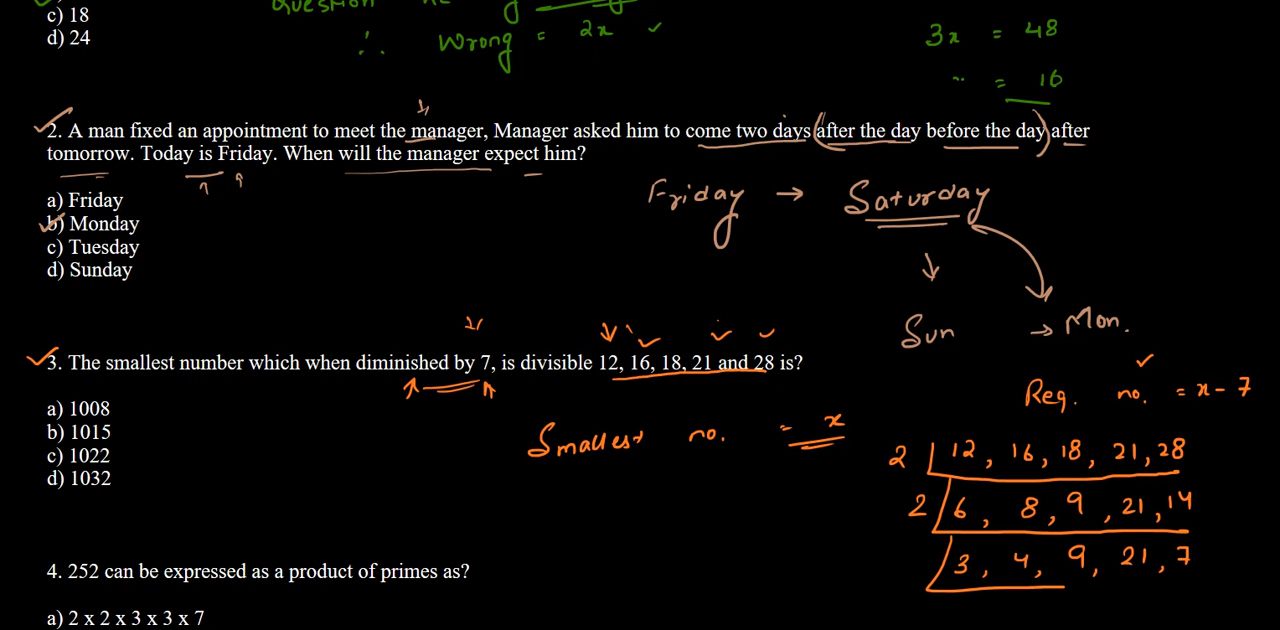 Question
c) 18
d) 24
∴ Wrong = 2x
3x = 48
= 16
2. A man fixed an appointment to meet the manager, Manager asked him to come two days after the day before the day after
tomorrow. Today is Friday. When will the manager expect him?
a) Friday
b) Monday
c) Tuesday
d) Sunday
Friday → Saturday
Sun → Mon.
3. The smallest number which when diminished by 7, is divisible 12, 16, 18, 21 and 28 is?
a) 1008
b) 1015
c) 1022
d) 1032
Smallest no. = x
Req. no. = x - 7
2 12, 16, 18, 21, 28
2 6, 8, 9, 21, 14
3, 4, 9, 21, 7
4. 252 can be expressed as a product of primes as?
a) 2 x 2 x 3 x 3 x 7